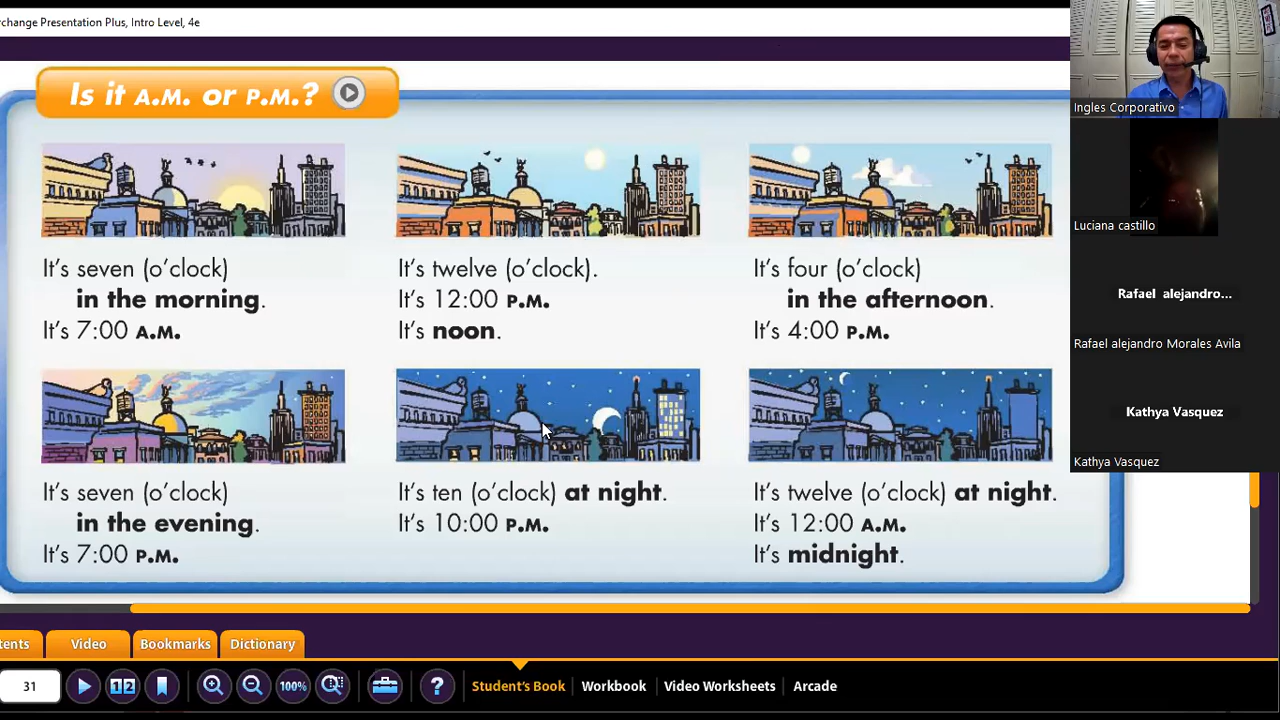 rchange Presentation Plus, Intro Level, 4e
Is it A.M. or P.M.?
It's seven (o'clock)
in the morning.
It's 7:00 A.M.
It's twelve (o'clock).
It's 12:00 P.M.
It's noon.
It's four (o'clock)
in the afternoon.
It's 4:00 P.M.
It's seven (o'clock)
in the evening.
It's 7:00 P.M.
It's ten (o'clock) at night.
It's 10:00 P.M.
It's twelve (o'clock) at night.
It's 12:00 A.M.
It's midnight.
Ingles Corporativo
Luciana castillo
Rafael alejandro...
Rafael alejandro Morales Avila
Kathya Vasquez
Kathya Vasquez
tents Video Bookmarks Dictionary
31 12 100% ? Student's Book Workbook Video Worksheets Arcade